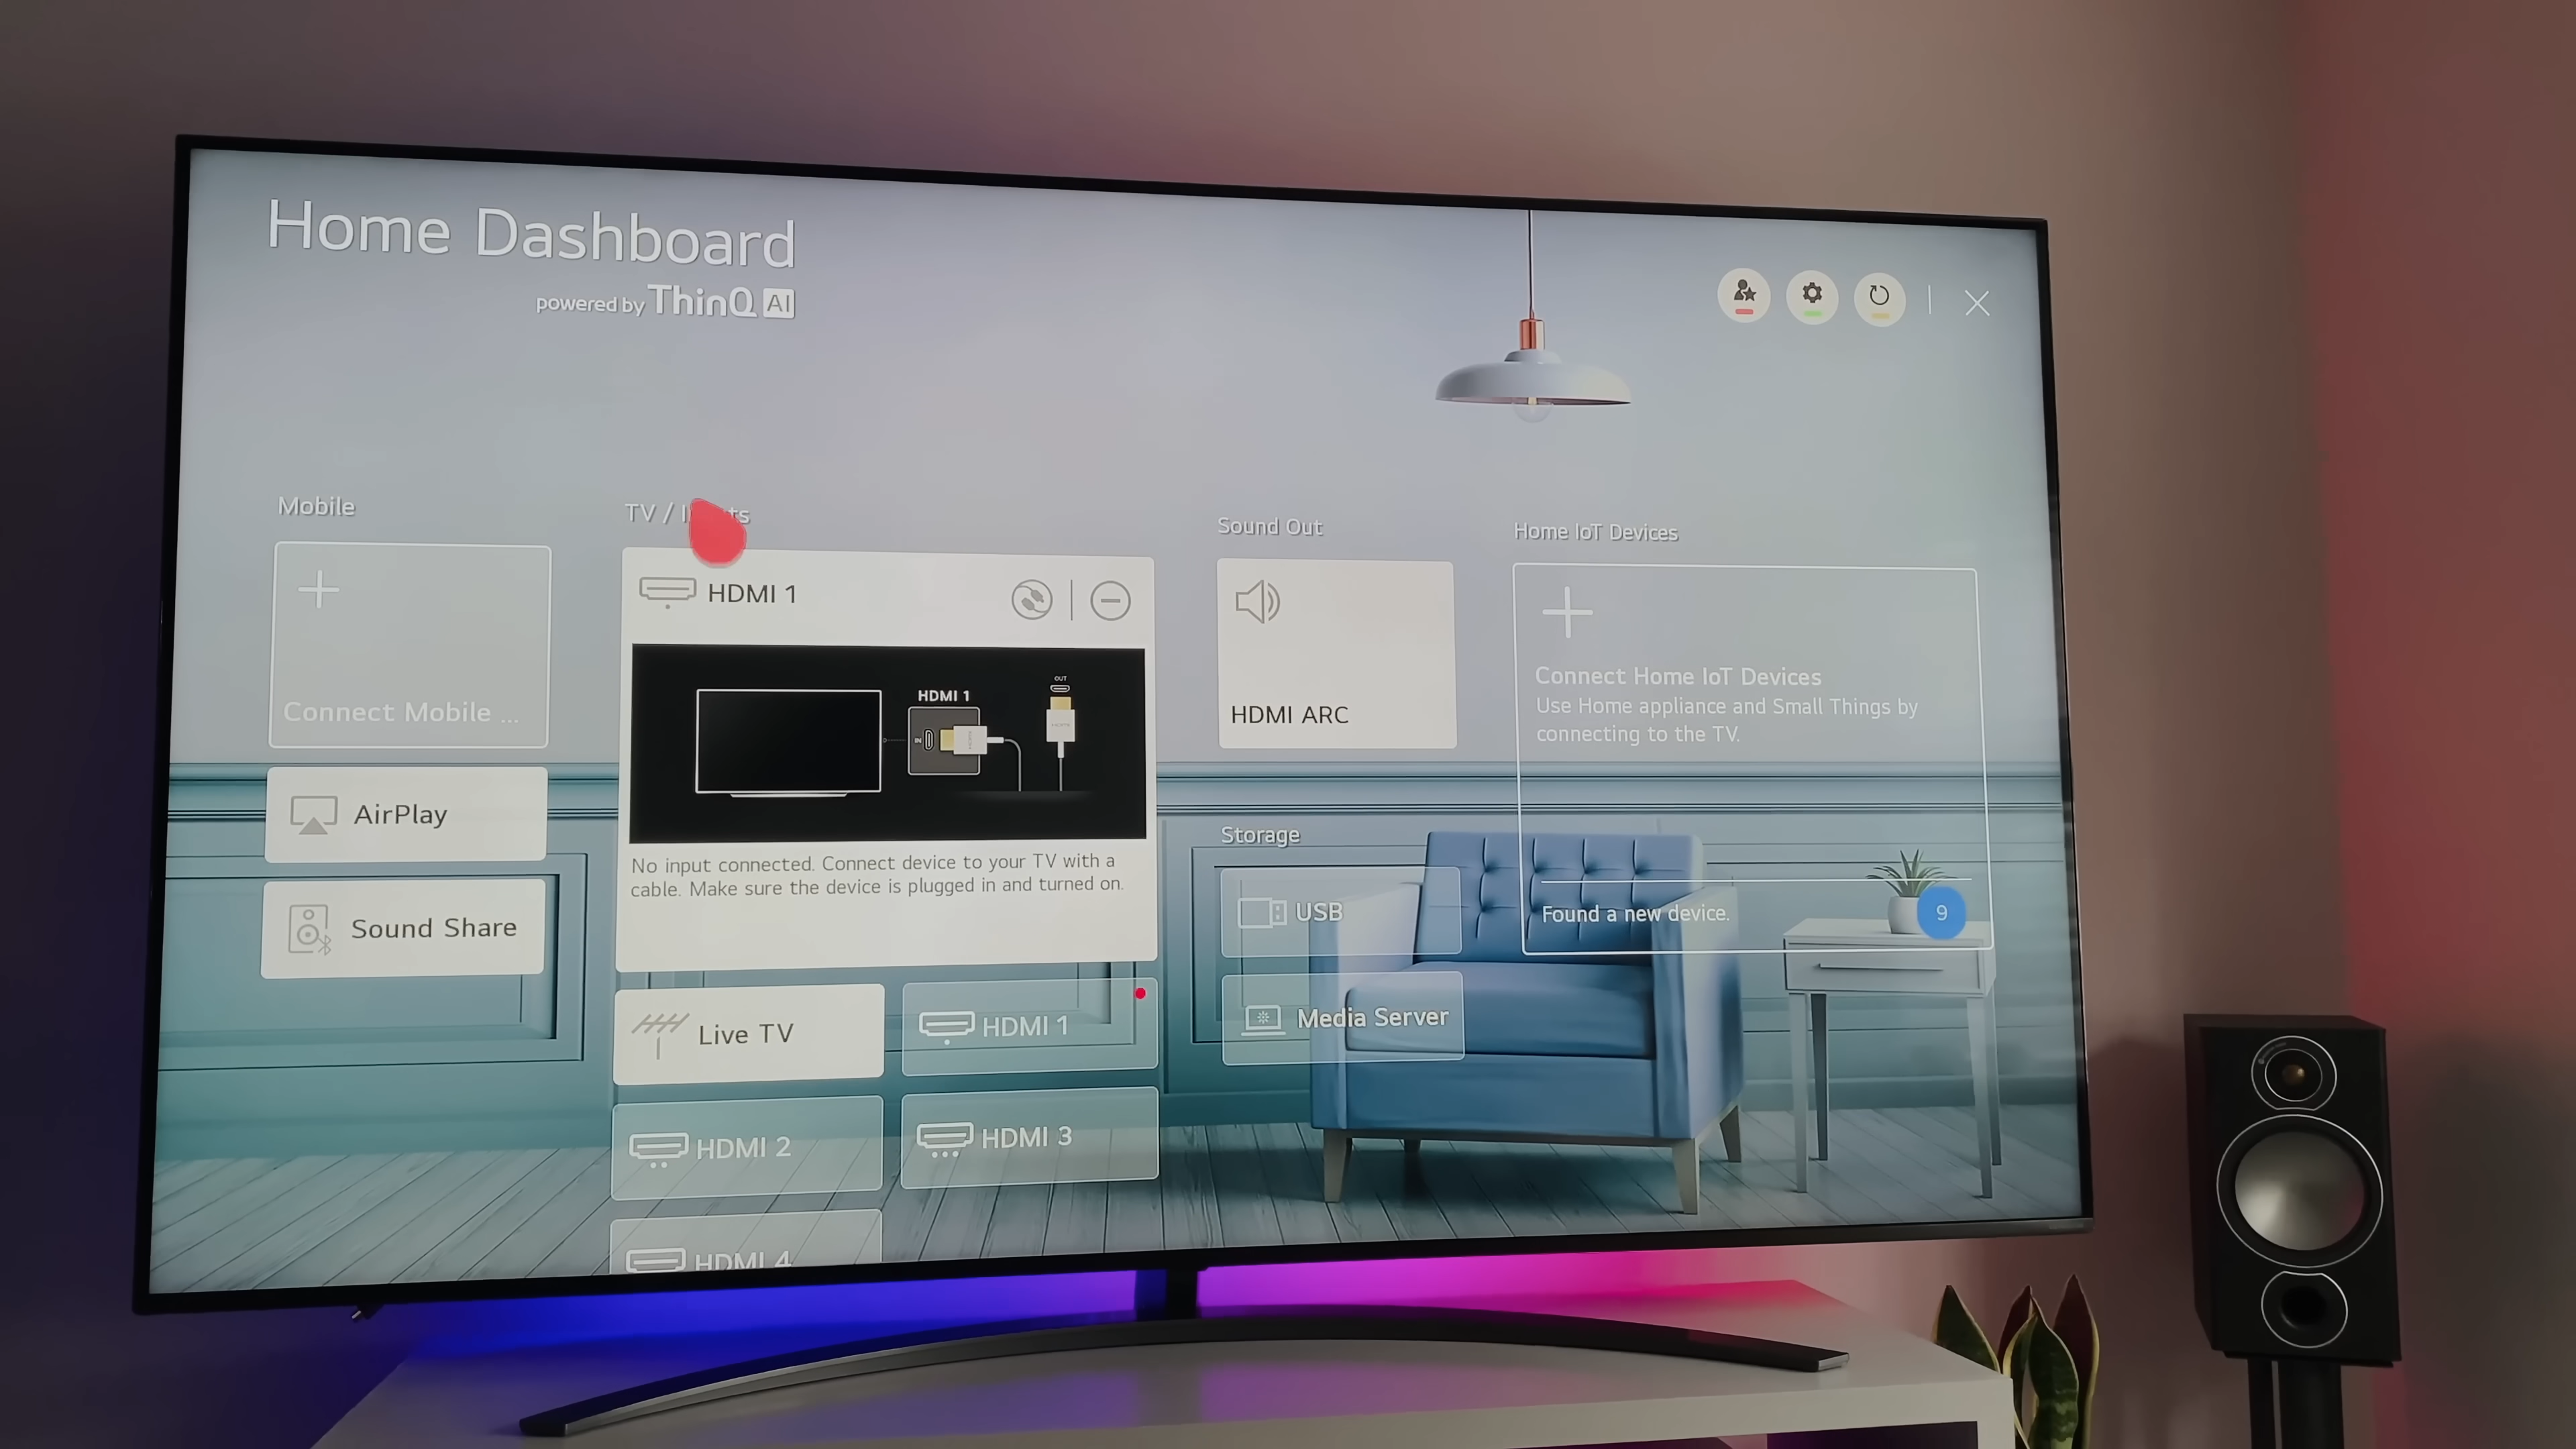 Home Dashboard
powered by ThinQ AI
Mobile
Connect Mobile ...
AirPlay
Sound Share
TV /
HDMI 1
HDMI 1
IN
OUT
No input connected. Connect device to your TV with a
cable. Make sure the device is plugged in and turned on.
Live TV
HDMI 1
HDMI 2
HDMI 3
HDMI 4
Sound Out
HDMI ARC
Storage
USB
Media Server
Home IoT Devices
Connect Home IoT Devices
Use Home appliance and Small Things by
connecting to the TV.
Found a new device.
9